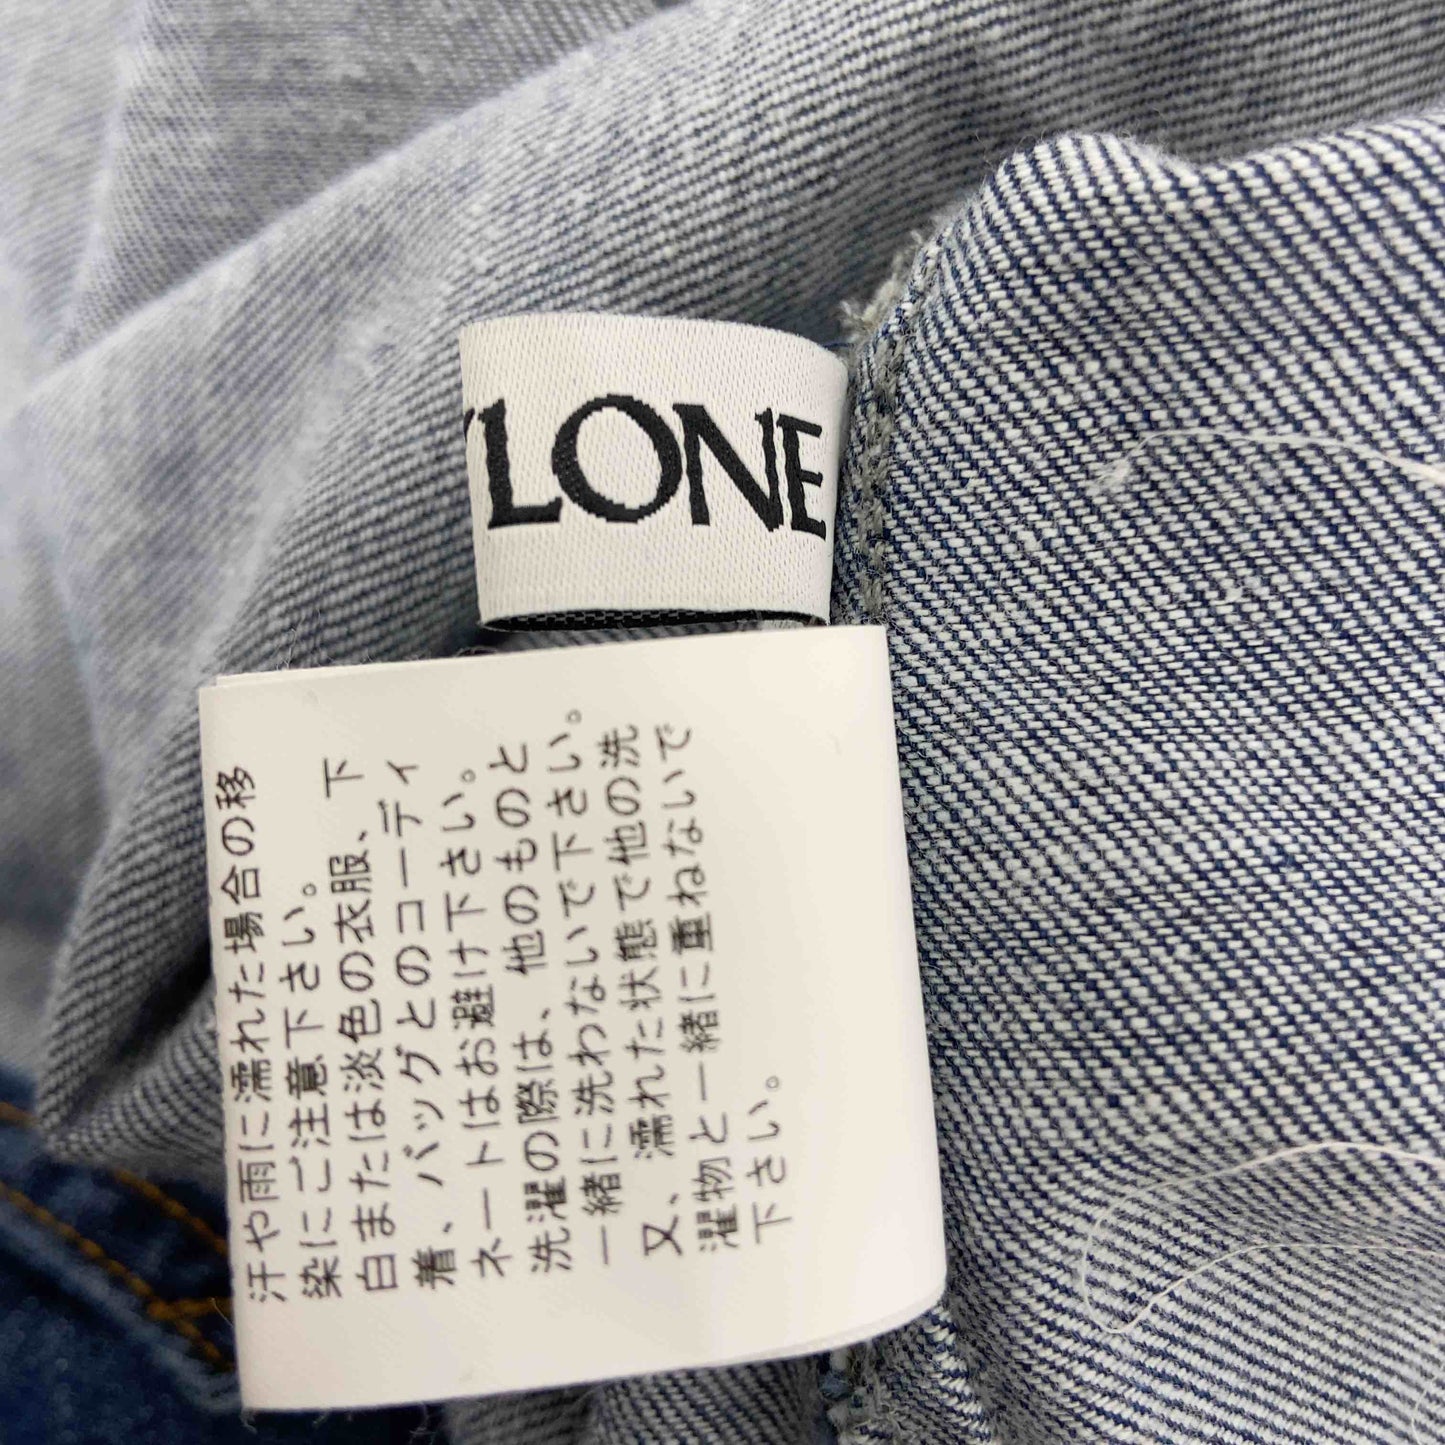 LONE
汗や雨に濡れた場合の移
染にご注意下さい。
白または淡色の衣服、下
着、バッグとのコーディ
ネートはお避け下さい。
洗濯の際は、他のものと
一緒に洗わないで下さい。
又、濡れた状態で他の洗
濯物と一緒に重ねないで
下さい。